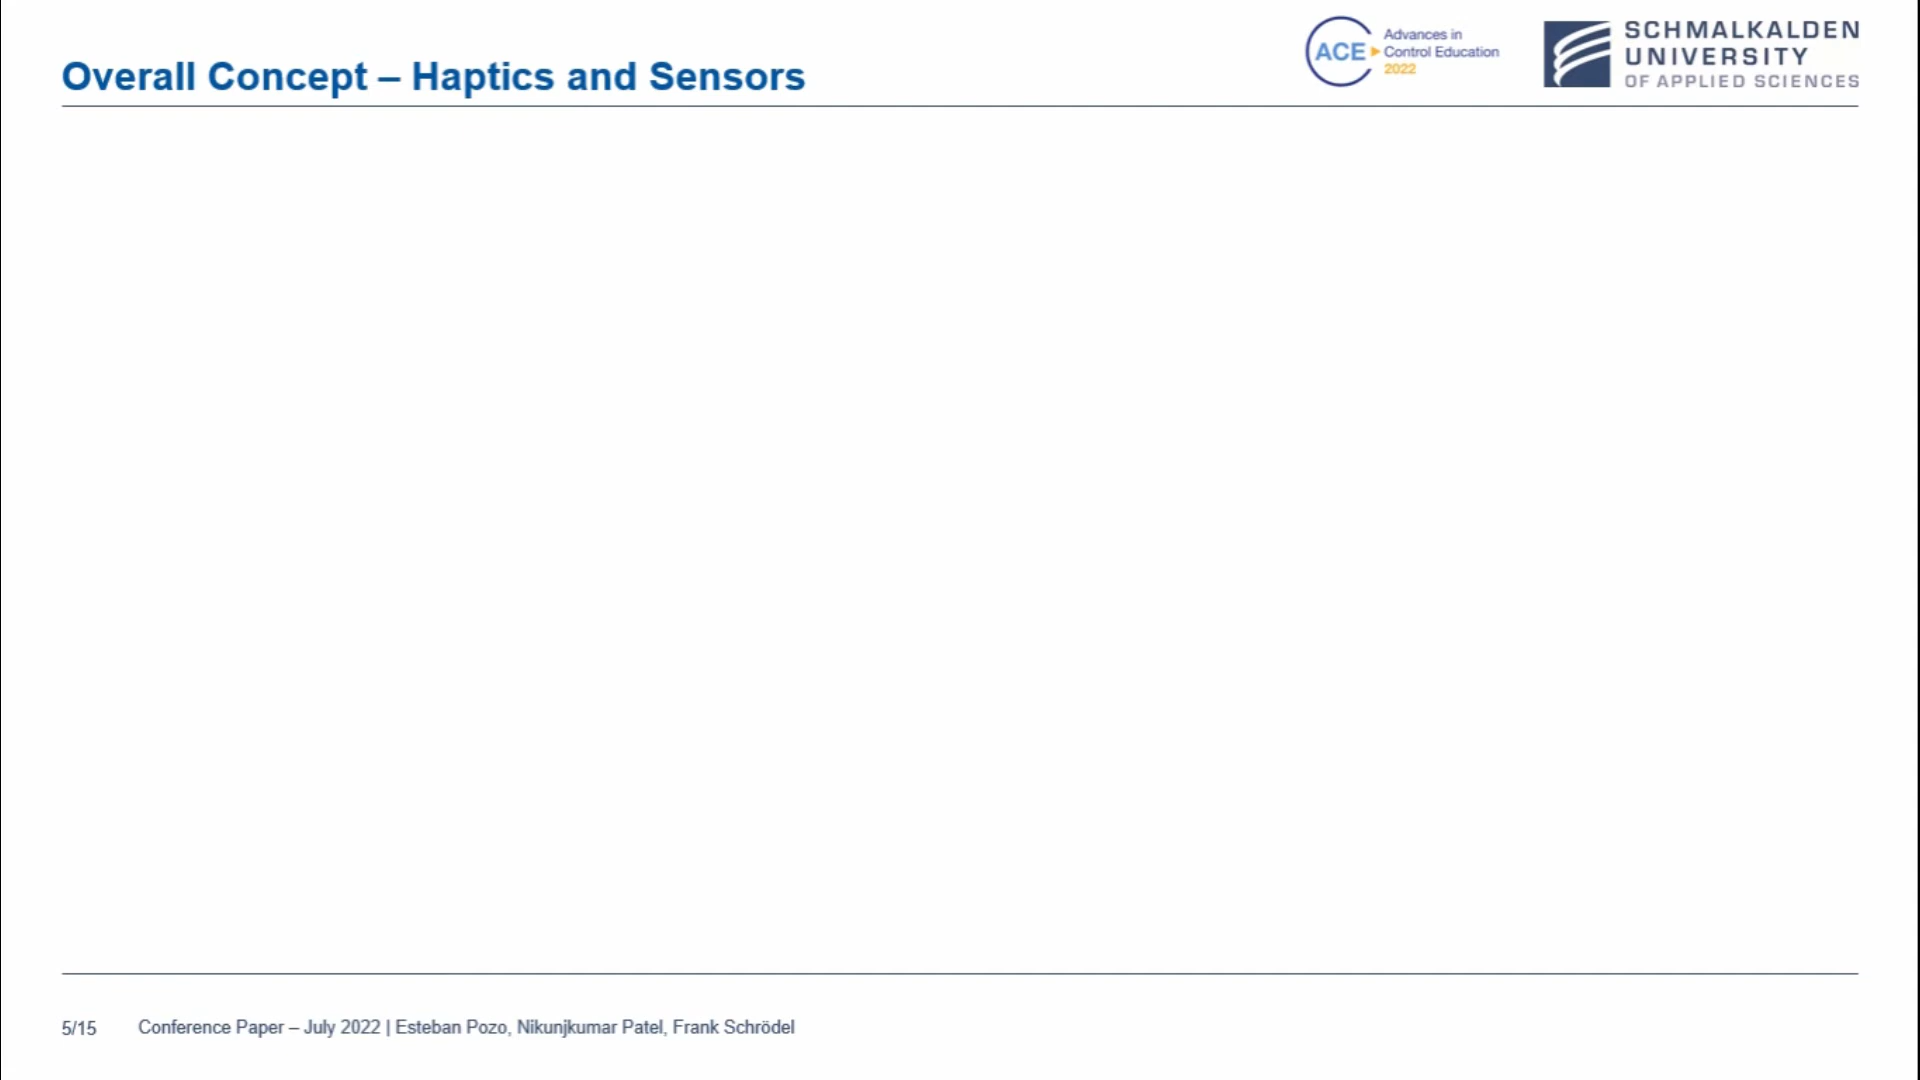 Overall Concept – Haptics and Sensors
ACE
Advances in
Control Education
2022
SCHMALKALDEN
UNIVERSITY
OF APPLIED SCIENCES
5/15
Conference Paper – July 2022 | Esteban Pozo, Nikunjkumar Patel, Frank Schrödel